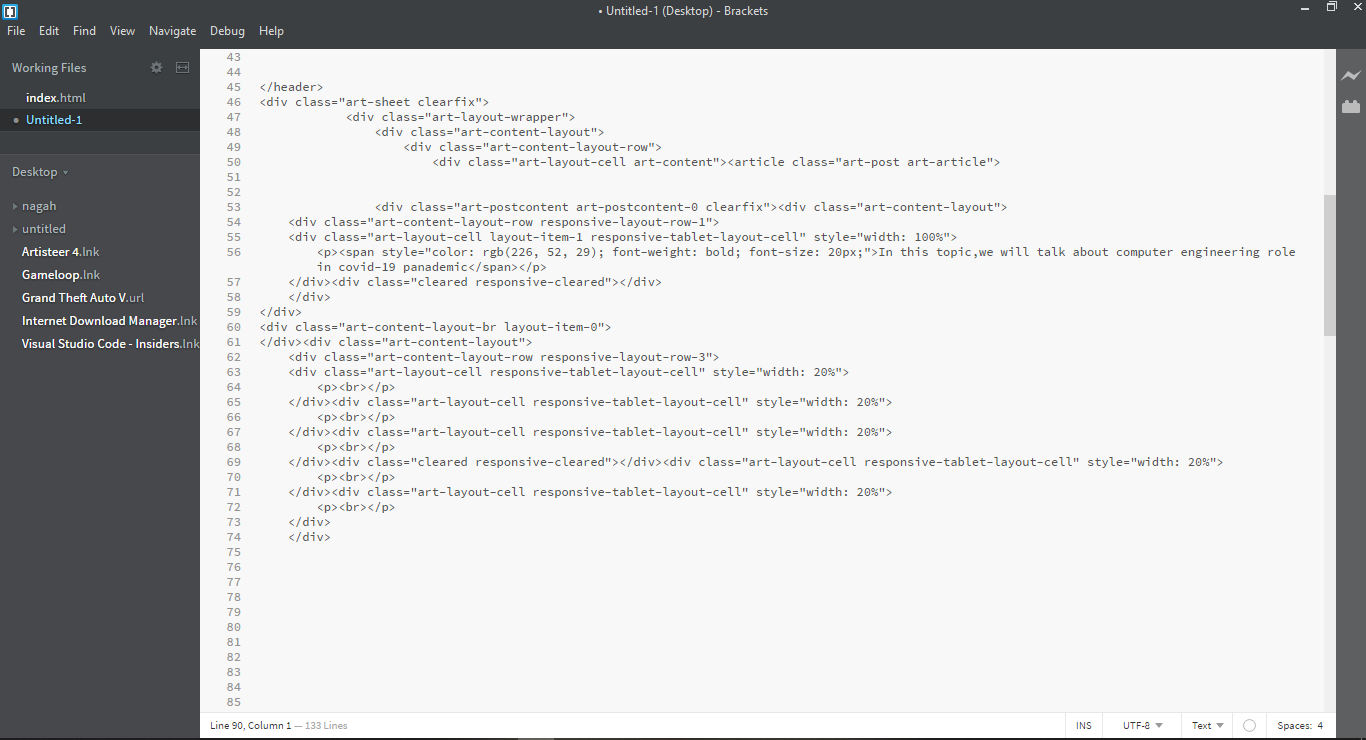 • Untitled-1 (Desktop) - Brackets
File Edit Find View Navigate Debug Help
Working Files
index.html
• Untitled-1
Desktop
nagah
untitled
Artisteer 4.lnk
Gameloop.lnk
Grand Theft Auto V.url
Internet Download Manager.lnk
Visual Studio Code - Insiders.lnk
43
44
45 </header>
46 <div class="art-sheet clearfix">
47 <div class="art-layout-wrapper">
48 <div class="art-content-layout">
49 <div class="art-content-layout-row">
50 <div class="art-layout-cell art-content"><article class="art-post art-article">
51
52
53 <div class="art-postcontent art-postcontent-0 clearfix"><div class="art-content-layout">
54 <div class="art-content-layout-row responsive-layout-row-1">
55 <div class="art-layout-cell layout-item-1 responsive-tablet-layout-cell" style="width: 100%">
56 <p><span style="color: rgb(226, 52, 29); font-weight: bold; font-size: 20px;">In this topic,we will talk about computer engineering role
in covid-19 panademic</span></p>
57 </div><div class="cleared responsive-cleared"></div>
58 </div>
59 </div>
60 <div class="art-content-layout-br layout-item-0">
61 </div><div class="art-content-layout">
62 <div class="art-content-layout-row responsive-layout-row-3">
63 <div class="art-layout-cell responsive-tablet-layout-cell" style="width: 20%">
64 <p><br></p>
65 </div><div class="art-layout-cell responsive-tablet-layout-cell" style="width: 20%">
66 <p><br></p>
67 </div><div class="art-layout-cell responsive-tablet-layout-cell" style="width: 20%">
68 <p><br></p>
69 </div><div class="cleared responsive-cleared"></div><div class="art-layout-cell responsive-tablet-layout-cell" style="width: 20%">
70 <p><br></p>
71 </div><div class="art-layout-cell responsive-tablet-layout-cell" style="width: 20%">
72 <p><br></p>
73 </div>
74 </div>
75
76
77
78
79
80
81
82
83
84
85
Line 90, Column 1 — 133 Lines INS UTF-8 Text Spaces: 4